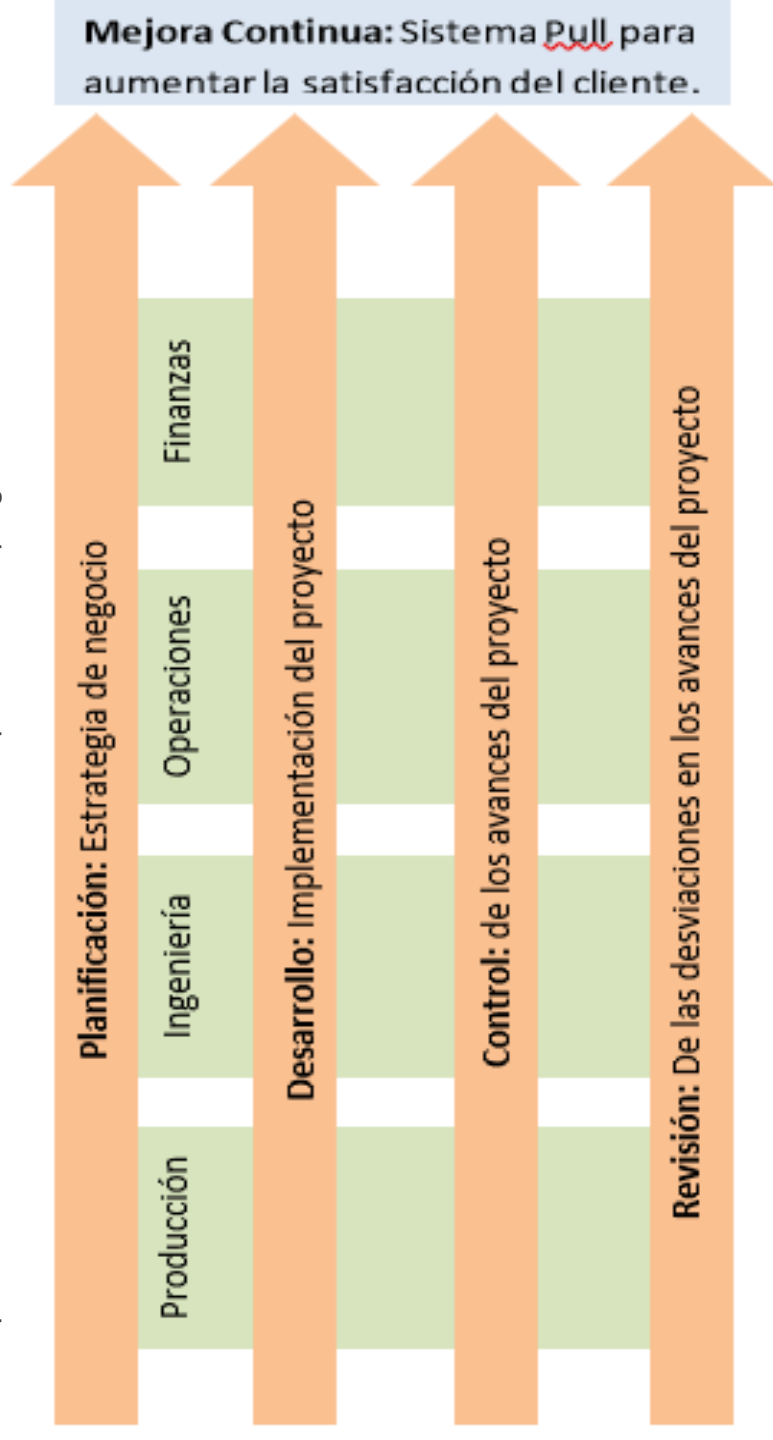 Mejora Continua: Sistema Pull para
aumentar la satisfacción del cliente.
Planificación: Estrategia de negocio
Finanzas
Operaciones
Ingeniería
Producción
Desarrollo: Implementación del proyecto
Control: de los avances del proyecto
Revisión: De las desviaciones en los avances del proyecto